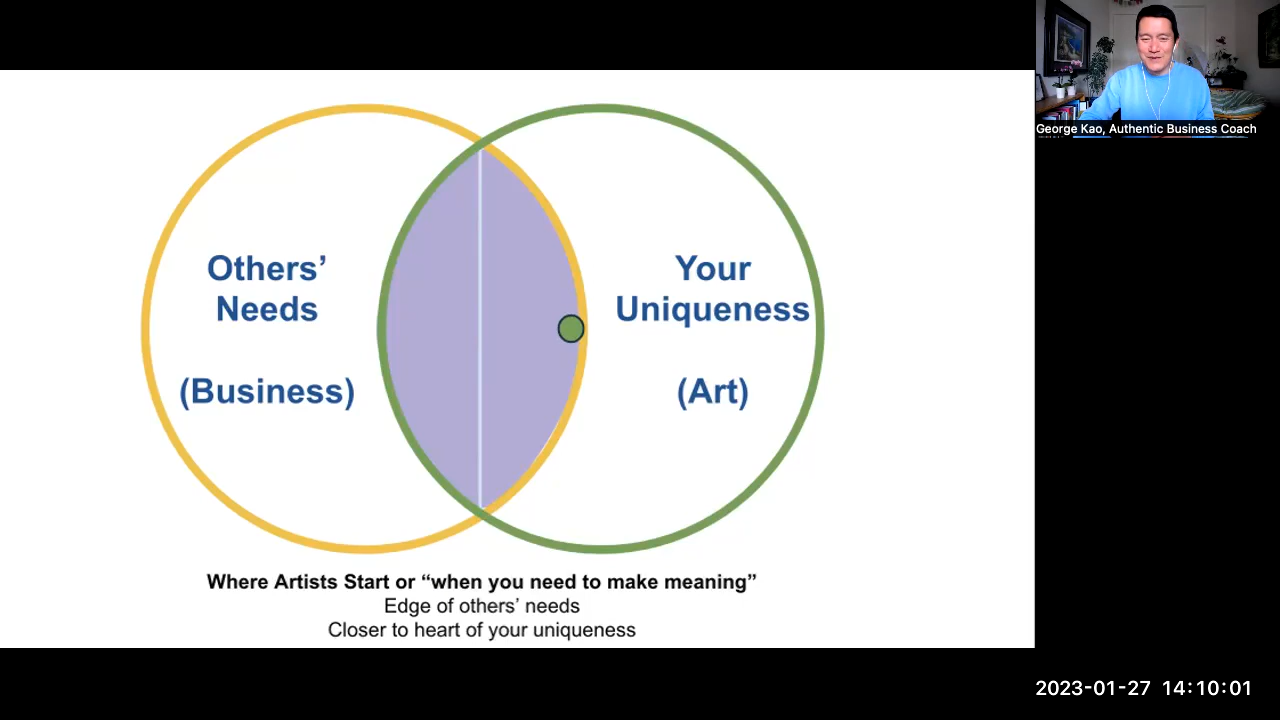 George Kao, Authentic Business Coach
Others’
Needs
(Business)
Your
Uniqueness
(Art)
Where Artists Start or “when you need to make meaning”
Edge of others’ needs
Closer to heart of your uniqueness
2023-01-27 14:10:01